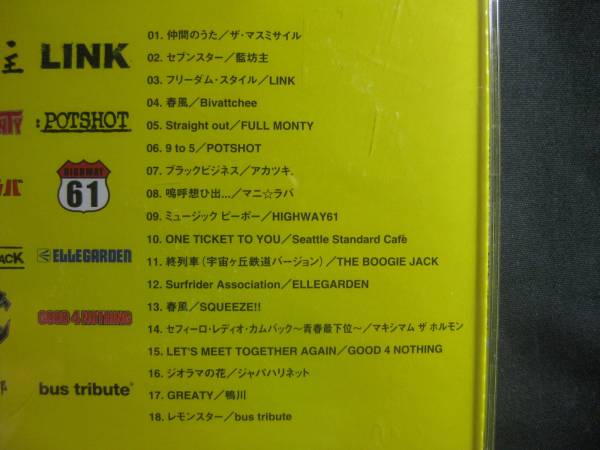 主 LINK
NTY :POTSHOT
HIGHWAY 61
ラバ
ACK ELLEGARDEN
GOOD 4 NOTHING
bus tribute
01. 仲間のうた／ザ・マスミサイル
02. セブンスター／藍坊主
03. フリーダム・スタイル／LINK
04. 春風／Bivattchee
05. Straight out／FULL MONTY
06. 9 to 5／POTSHOT
07. ブラックビジネス／アカツキ.
08. 嗚呼想ひ出...／マニ☆ラバ
09. ミュージック ピーポー／HIGHWAY61
10. ONE TICKET TO YOU／Seattle Standard Cafè
11. 終列車（宇宙ヶ丘鉄道バージョン）／THE BOOGIE JACK
12. Surfrider Association／ELLEGARDEN
13. 春風／SQUEEZE!!
14. セフィーロ・レディオ・カムバック〜青春最下位〜／マキシマム ザ ホルモン
15. LET'S MEET TOGETHER AGAIN／GOOD 4 NOTHING
16. ジオラマの花／ジャパハリネット
17. GREATY／鴨川
18. レモンスター／bus tribute